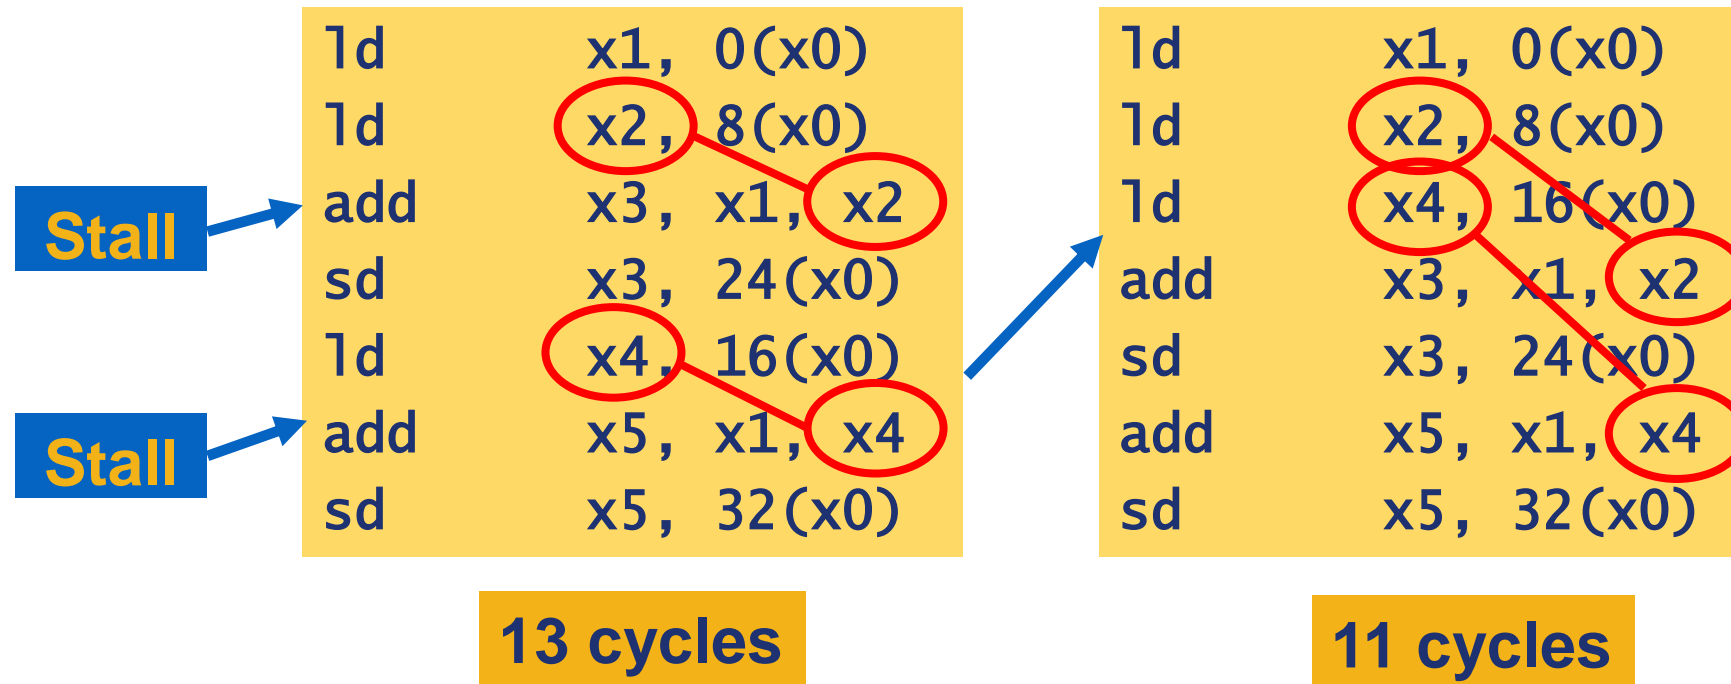 ld x1, 0(x0)
ld x2, 8(x0)
add x3, x1, x2
sd x3, 24(x0)
ld x4, 16(x0)
add x5, x1, x4
sd x5, 32(x0)
Stall
Stall
13 cycles
ld x1, 0(x0)
ld x2, 8(x0)
ld x4, 16(x0)
add x3, x1, x2
sd x3, 24(x0)
add x5, x1, x4
sd x5, 32(x0)
11 cycles